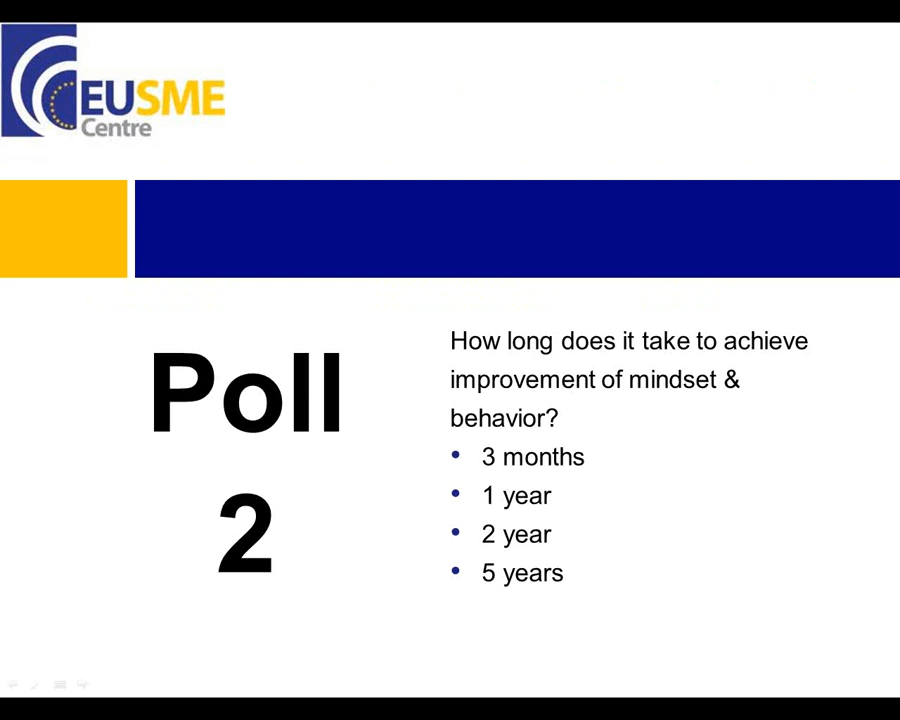 EUSME
Centre
Poll
2
How long does it take to achieve
improvement of mindset &
behavior?
• 3 months
• 1 year
• 2 year
• 5 years